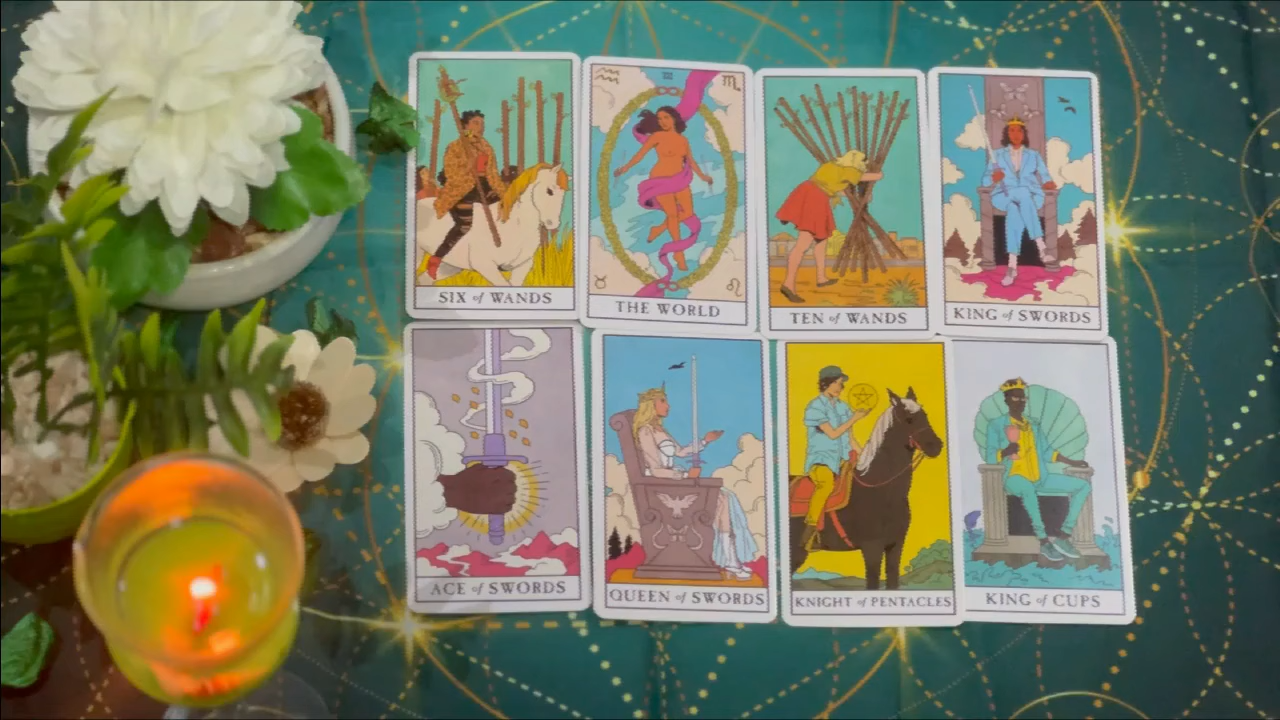 SIX of WANDS
THE WORLD
TEN of WANDS
KING of SWORDS
ACE of SWORDS
QUEEN of SWORDS
KNIGHT of PENTACLES
KING of CUPS